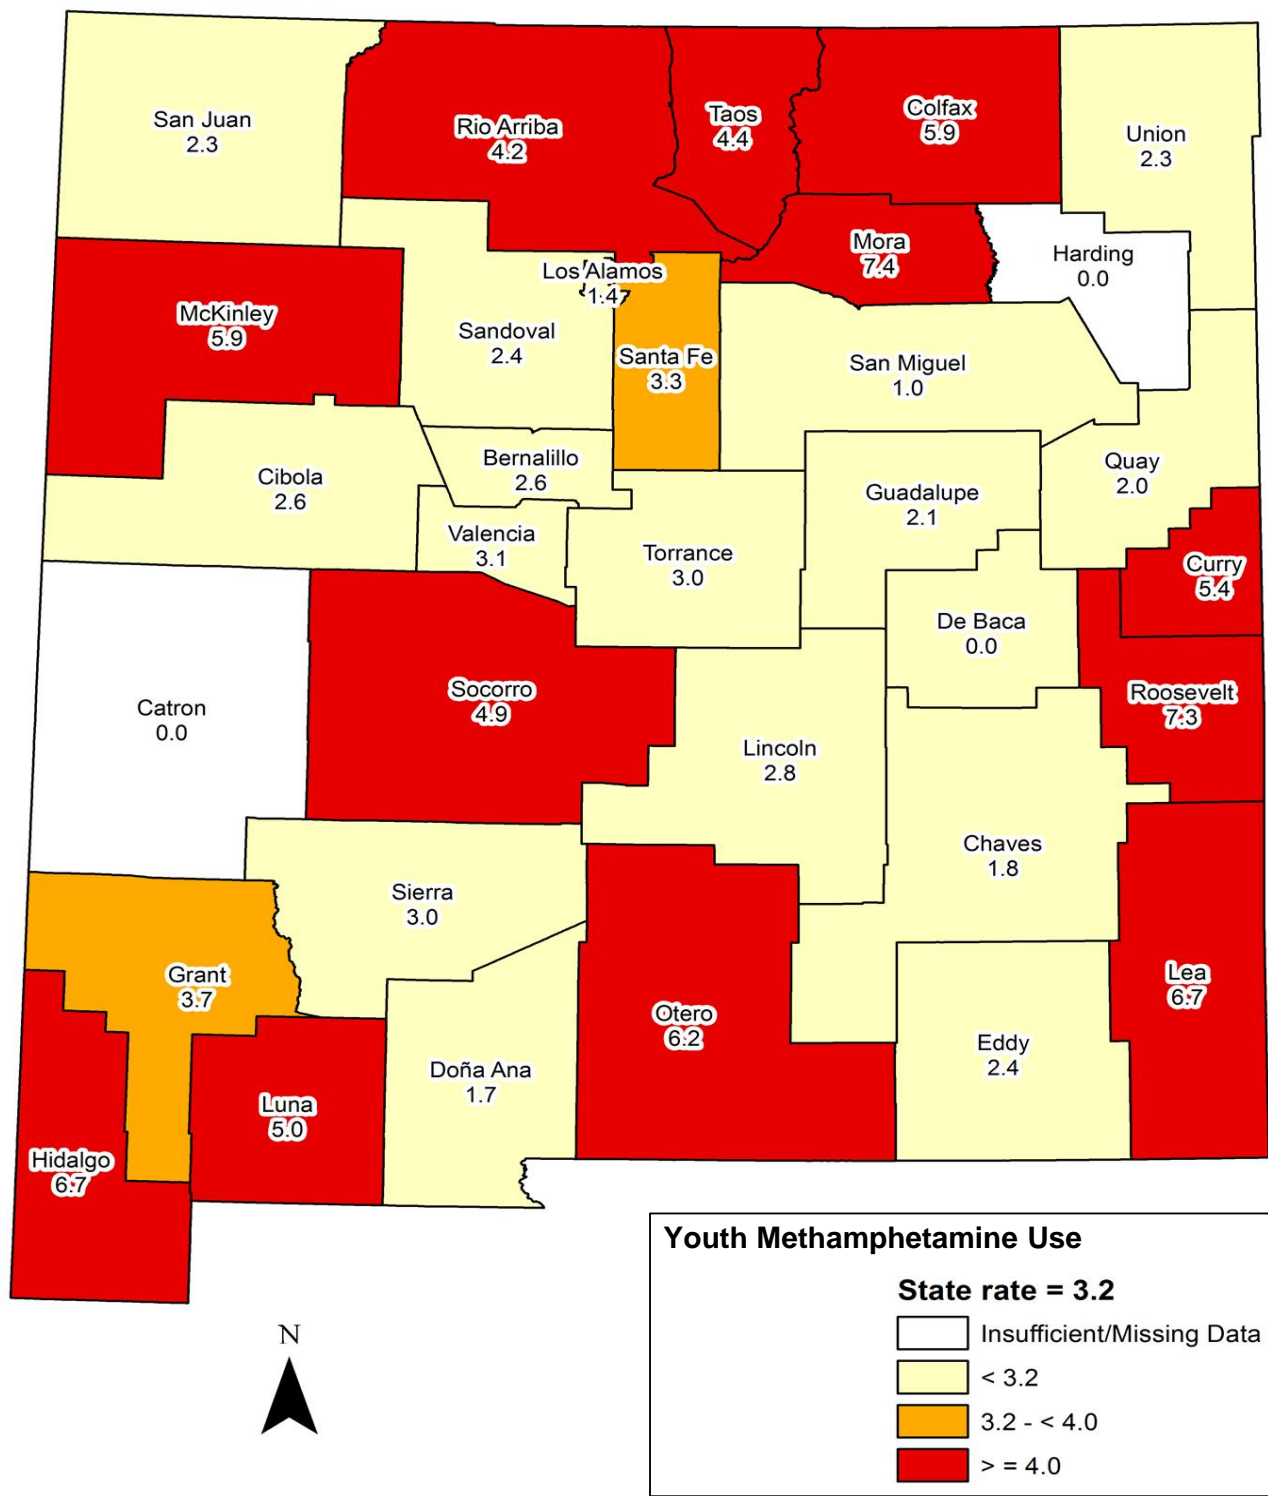 San Juan
2.3
Rio Arriba
4.2
Taos
4.4
Colfax
5.9
Union
2.3
Mora
7.4
Harding
0.0
Los Alamos
1.4
McKinley
5.9
Sandoval
2.4
Santa Fe
3.3
San Miguel
1.0
Cibola
2.6
Bernalillo
2.6
Quay
2.0
Guadalupe
2.1
Valencia
3.1
Torrance
3.0
Curry
5.4
De Baca
0.0
Catron
0.0
Socorro
4.9
Roosevelt
7.3
Lincoln
2.8
Chaves
1.8
Sierra
3.0
Grant
3.7
Lea
6.7
Otero
6.2
Eddy
2.4
Doña Ana
1.7
Luna
5.0
Hidalgo
6.7
Youth Methamphetamine Use
State rate = 3.2
Insufficient/Missing Data
< 3.2
3.2 - < 4.0
> = 4.0
N